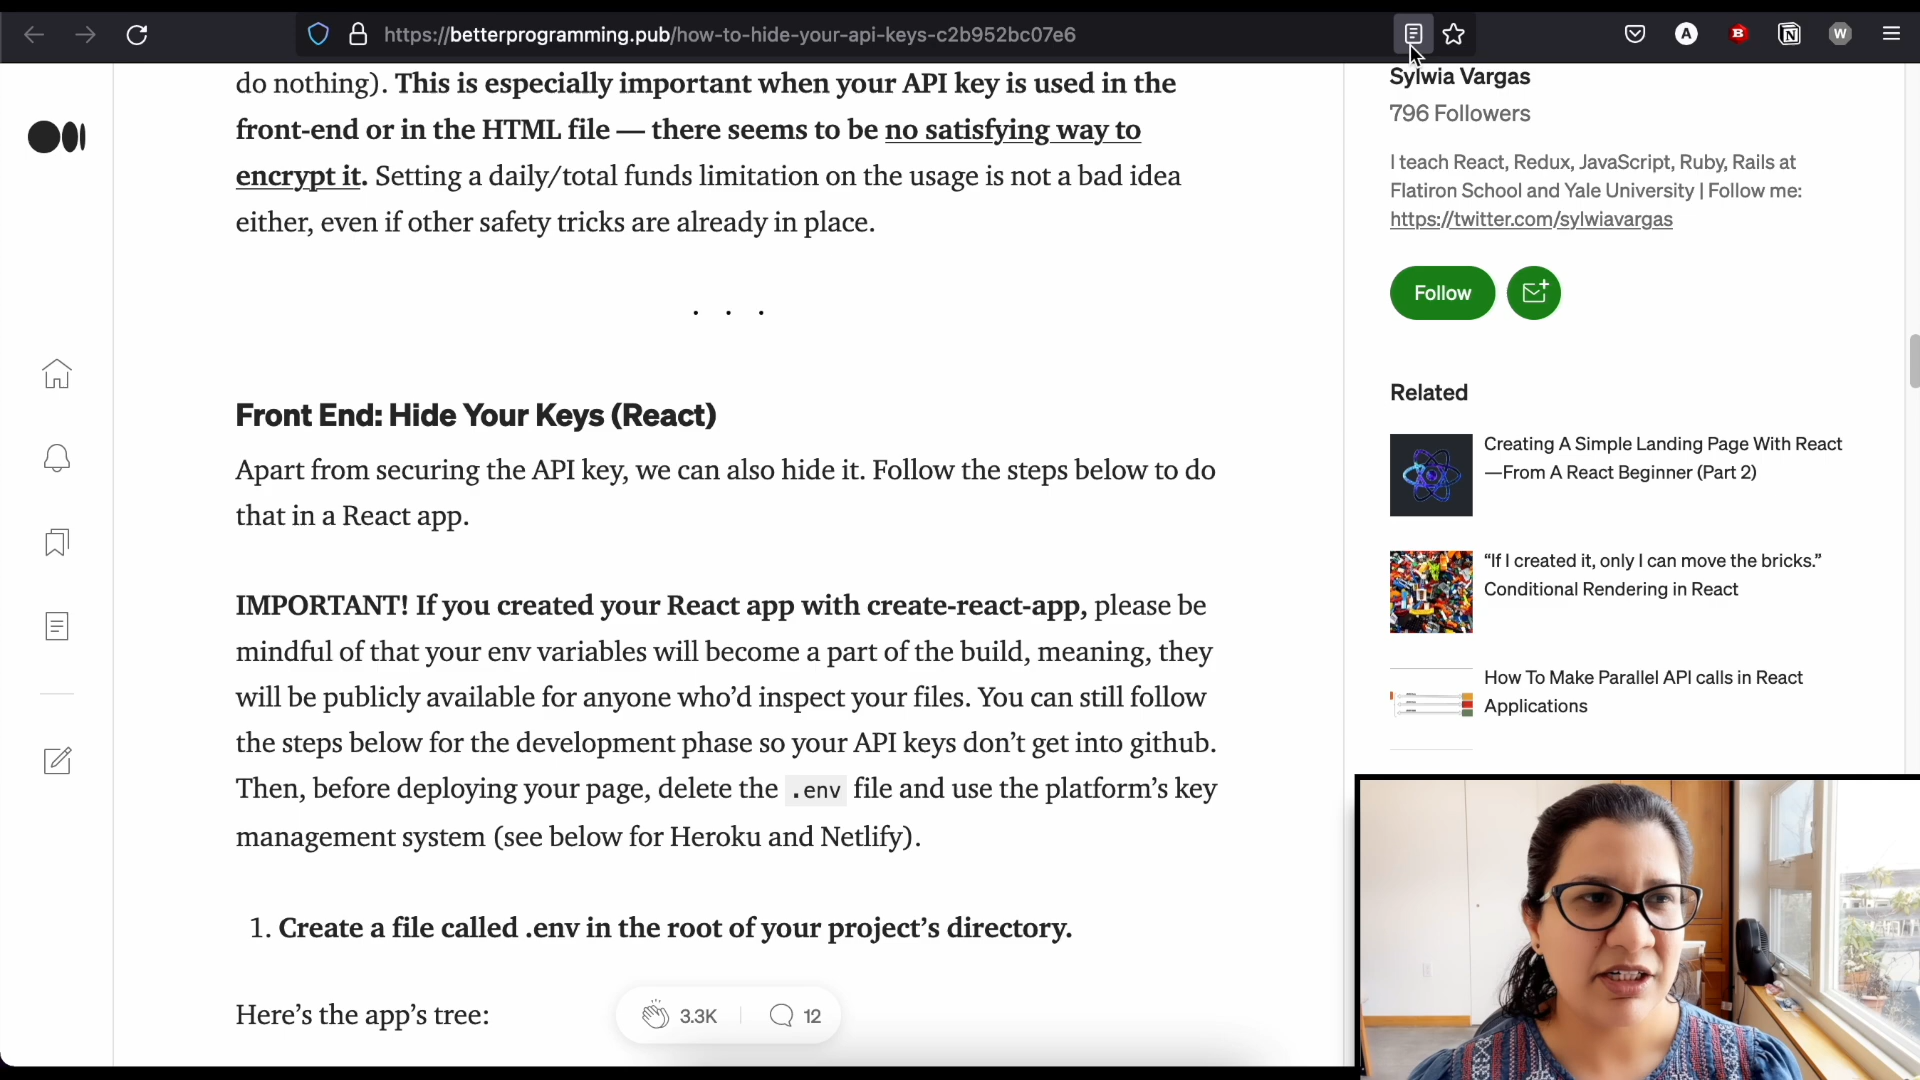 https://betterprogramming.pub/how-to-hide-your-api-keys-c2b952bc07e6
A
B
N
W
do nothing). This is especially important when your API key is used in the
front-end or in the HTML file — there seems to be no satisfying way to
encrypt it. Setting a daily/total funds limitation on the usage is not a bad idea
either, even if other safety tricks are already in place.
. . .
Front End: Hide Your Keys (React)
Apart from securing the API key, we can also hide it. Follow the steps below to do
that in a React app.
IMPORTANT! If you created your React app with create-react-app, please be
mindful of that your env variables will become a part of the build, meaning, they
will be publicly available for anyone who’d inspect your files. You can still follow
the steps below for the development phase so your API keys don’t get into github.
Then, before deploying your page, delete the .env file and use the platform’s key
management system (see below for Heroku and Netlify).
1. Create a file called .env in the root of your project’s directory.
Here’s the app’s tree:
3.3K
12
Sylwia Vargas
796 Followers
I teach React, Redux, JavaScript, Ruby, Rails at
Flatiron School and Yale University | Follow me:
https://twitter.com/sylwiavargas
Follow
Related
Creating A Simple Landing Page With React
—From A React Beginner (Part 2)
“If I created it, only I can move the bricks.”
Conditional Rendering in React
How To Make Parallel API calls in React
Applications